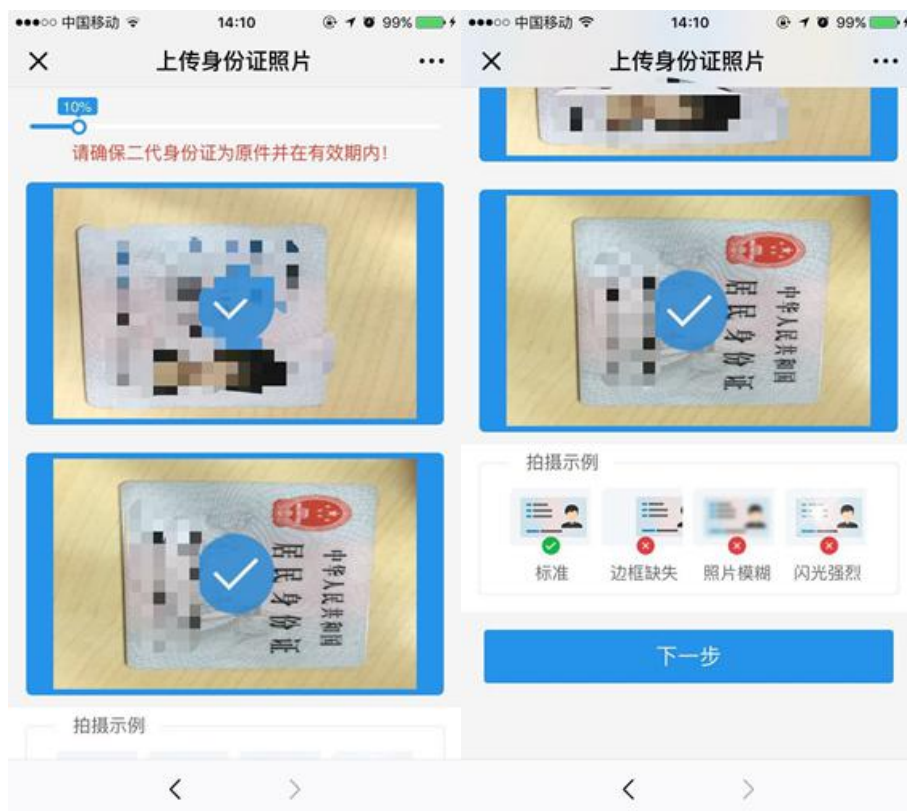 中国移动 14:10 99%
上传身份证照片
10%
请确保二代身份证为原件并在有效期内!
中华人民共和国
居民身份证
拍摄示例
中国移动 14:10 99%
上传身份证照片
中华人民共和国
居民身份证
拍摄示例
标准 边框缺失 照片模糊 闪光强烈
下一步